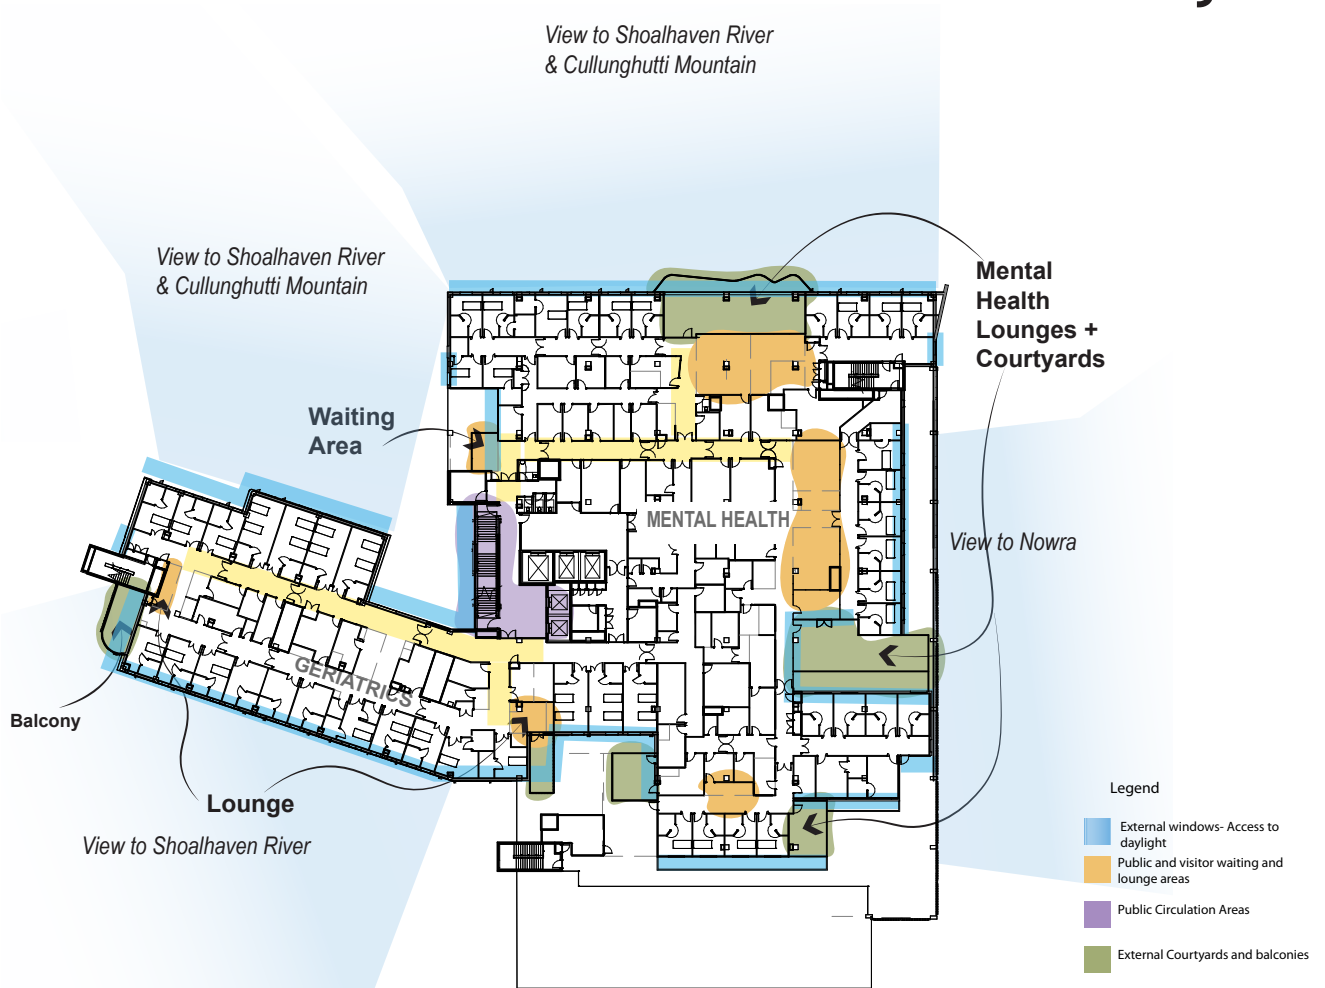 View to Shoalhaven River
& Cullunghutti Mountain
View to Shoalhaven River
& Cullunghutti Mountain
Mental
Health
Lounges +
Courtyards
Waiting
Area
MENTAL HEALTH
View to Nowra
GERIATRICS
Balcony
Lounge
View to Shoalhaven River
Legend
External windows- Access to
daylight
Public and visitor waiting and
lounge areas
Public Circulation Areas
External Courtyards and balconies